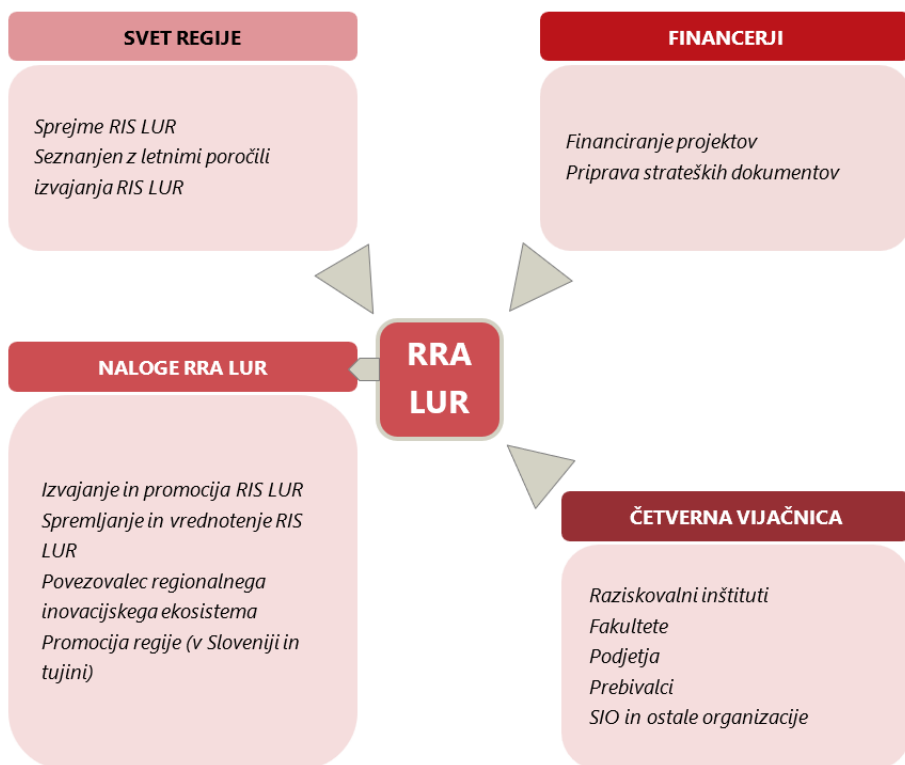 SVET REGIJE
Sprejme RIS LUR
Seznanjen z letnimi poročili
izvajanja RIS LUR
FINANCERJI
Financiranje projektov
Priprava strateških dokumentov
RRA
LUR
NALOGE RRA LUR
Izvajanje in promocija RIS LUR
Spremljanje in vrednotenje RIS
LUR
Povezovalec regionalnega
inovacijskega ekosistema
Promocija regije (v Sloveniji in
tujini)
ČETVERNA VIJAČNICA
Raziskovalni inštituti
Fakultete
Podjetja
Prebivalci
SIO in ostale organizacije